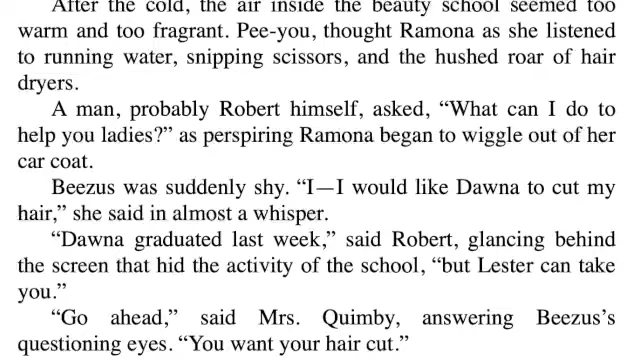 After the cold, the air inside the beauty school seemed too
warm and too fragrant. Pee-you, thought Ramona as she listened
to running water, snipping scissors, and the hushed roar of hair
dryers.
A man, probably Robert himself, asked, “What can I do to
help you ladies?” as perspiring Ramona began to wiggle out of her
car coat.
Beezus was suddenly shy. “I—I would like Dawna to cut my
hair,” she said in almost a whisper.
“Dawna graduated last week,” said Robert, glancing behind
the screen that hid the activity of the school, “but Lester can take
you.”
“Go ahead,” said Mrs. Quimby, answering Beezus’s
questioning eyes. “You want your hair cut.”